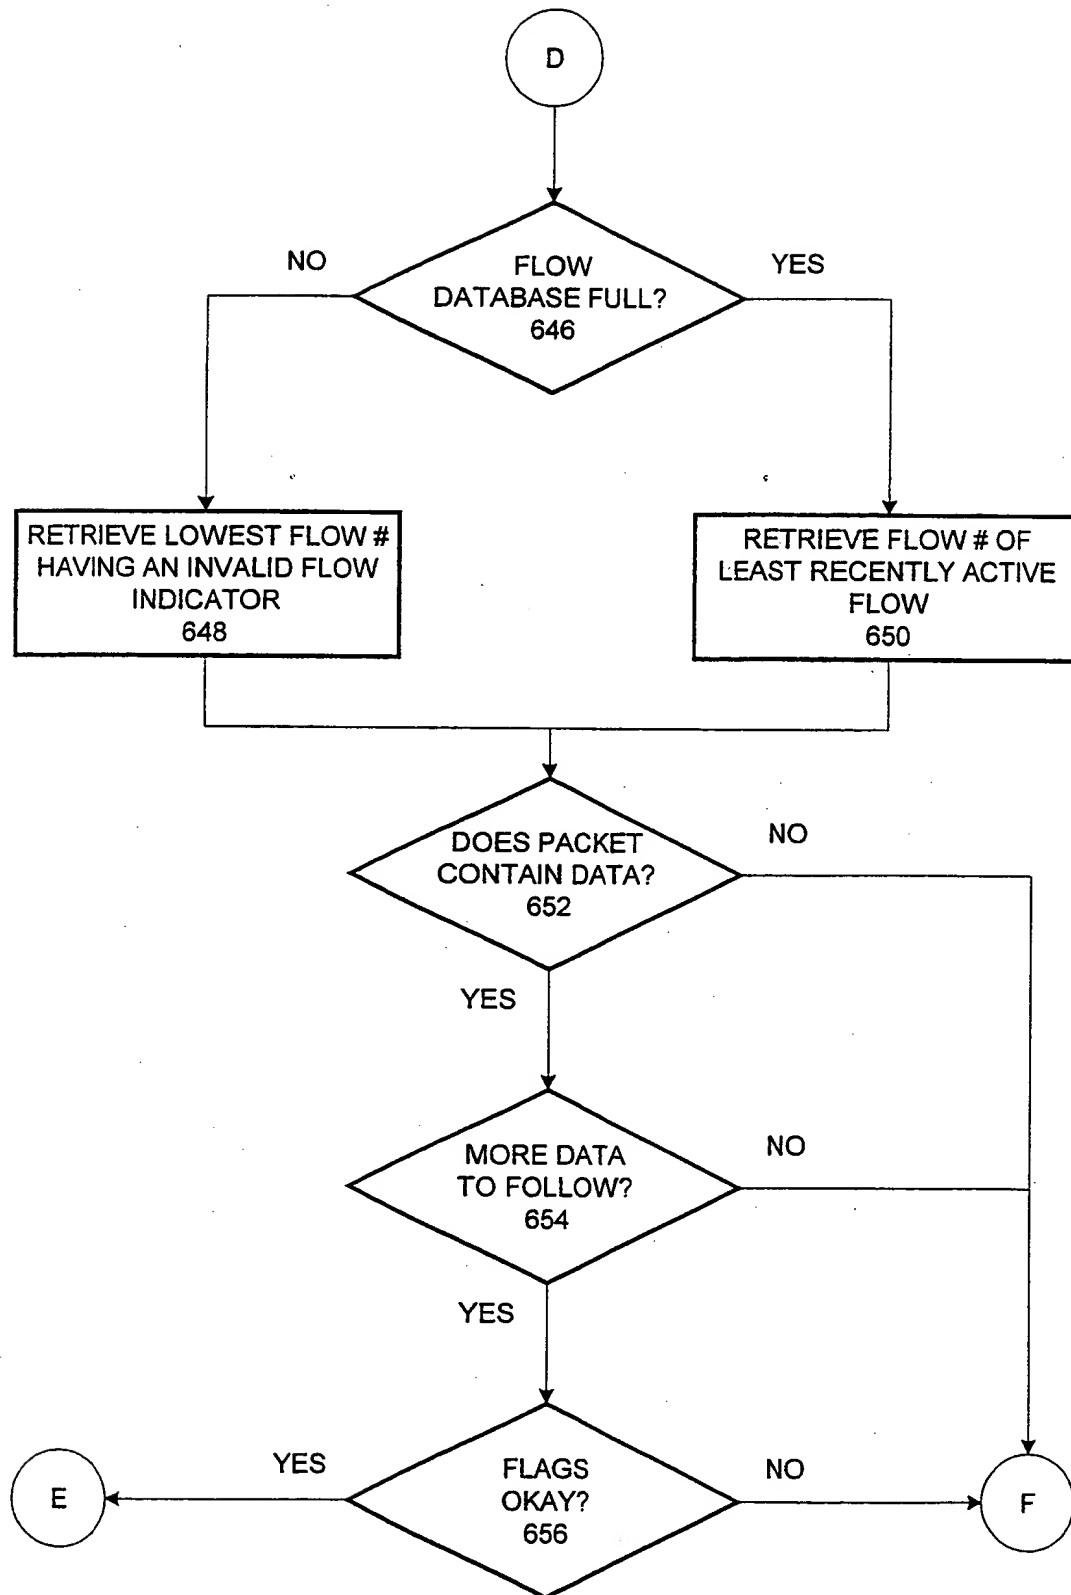 D
FLOW
DATABASE FULL?
646
NO
YES
RETRIEVE LOWEST FLOW #
HAVING AN INVALID FLOW
INDICATOR
648
RETRIEVE FLOW # OF
LEAST RECENTLY ACTIVE
FLOW
650
DOES PACKET
CONTAIN DATA?
652
NO
YES
MORE DATA
TO FOLLOW?
654
NO
YES
FLAGS
OKAY?
656
YES
NO
E
F